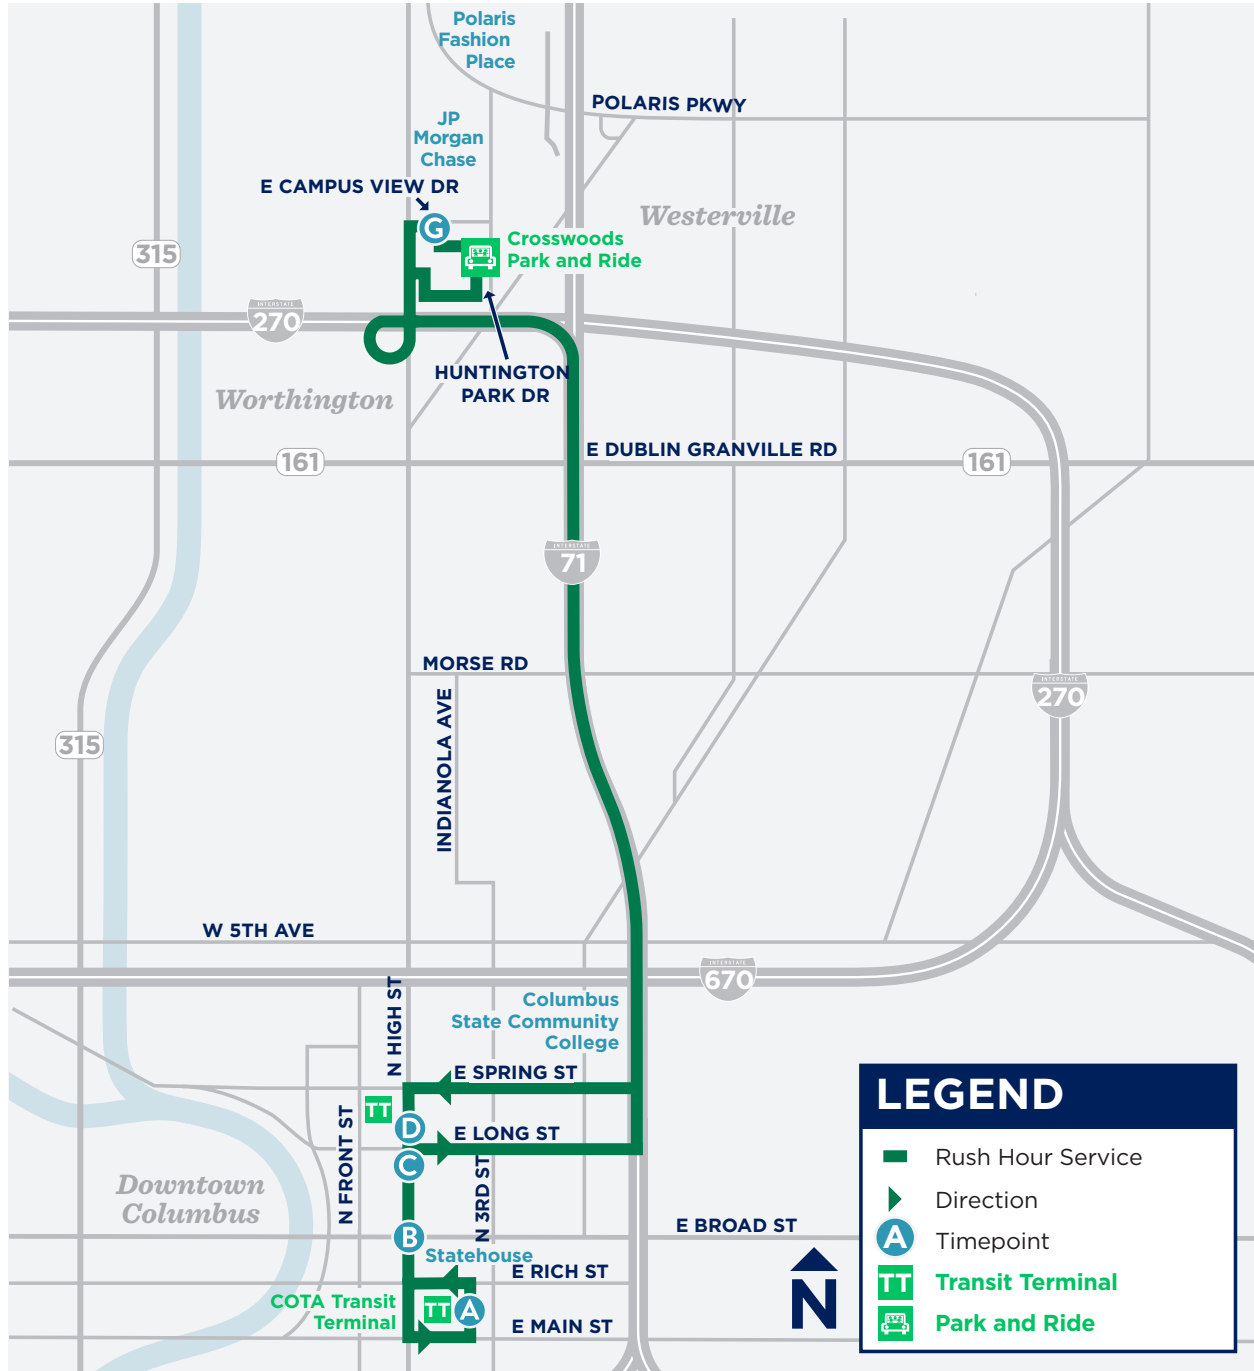 Polaris
Fashion
Place
POLARIS PKWY
JP
Morgan
Chase
E CAMPUS VIEW DR
G
Westerville
Crosswoods
Park and Ride
315
INTERSTATE
270
HUNTINGTON
PARK DR
Worthington
E DUBLIN GRANVILLE RD
161
161
INTERSTATE
71
MORSE RD
INTERSTATE
270
INDIANOLA AVE
315
W 5TH AVE
INTERSTATE
670
N HIGH ST
Columbus
State Community
College
E SPRING ST
TT
D
E LONG ST
C
N FRONT ST
N 3RD ST
Downtown
Columbus
B
E BROAD ST
Statehouse
E RICH ST
COTA Transit
Terminal
TT
A
E MAIN ST
N
LEGEND
Rush Hour Service
Direction
A
Timepoint
TT
Transit Terminal
Park and Ride